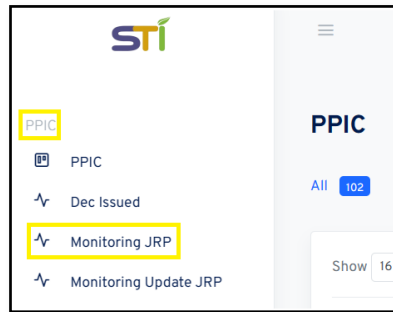 STI
PPIC
PPIC
Dec Issued
Monitoring JRP
Monitoring Update JRP
PPIC
All 102
Show 16